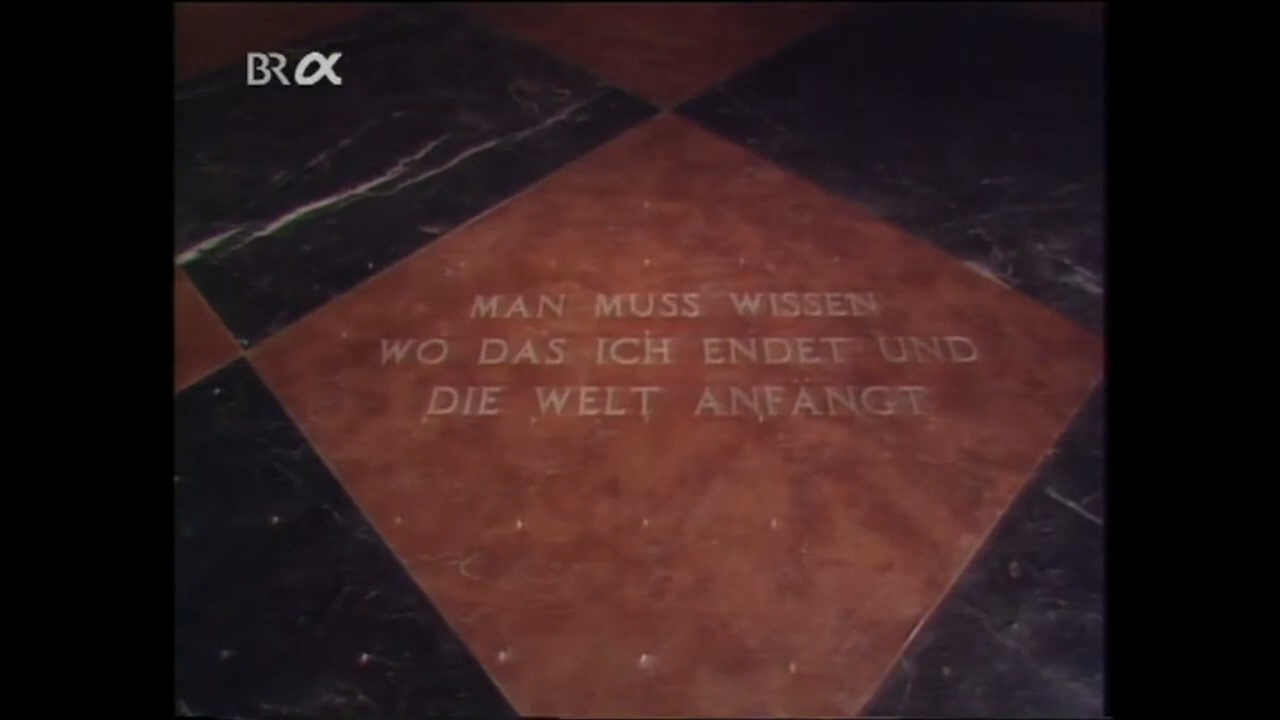 BRα
MAN MUSS WISSEN
WO DAS ICH ENDET UND
DIE WELT ANFÄNGT